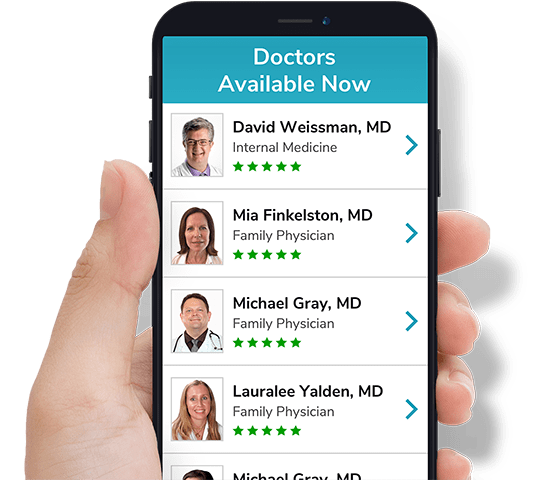 Doctors
Available Now
David Weissman, MD
Internal Medicine
Mia Finkelston, MD
Family Physician
Michael Gray, MD
Family Physician
Lauralee Yalden, MD
Family Physician
Michael Gray, MD